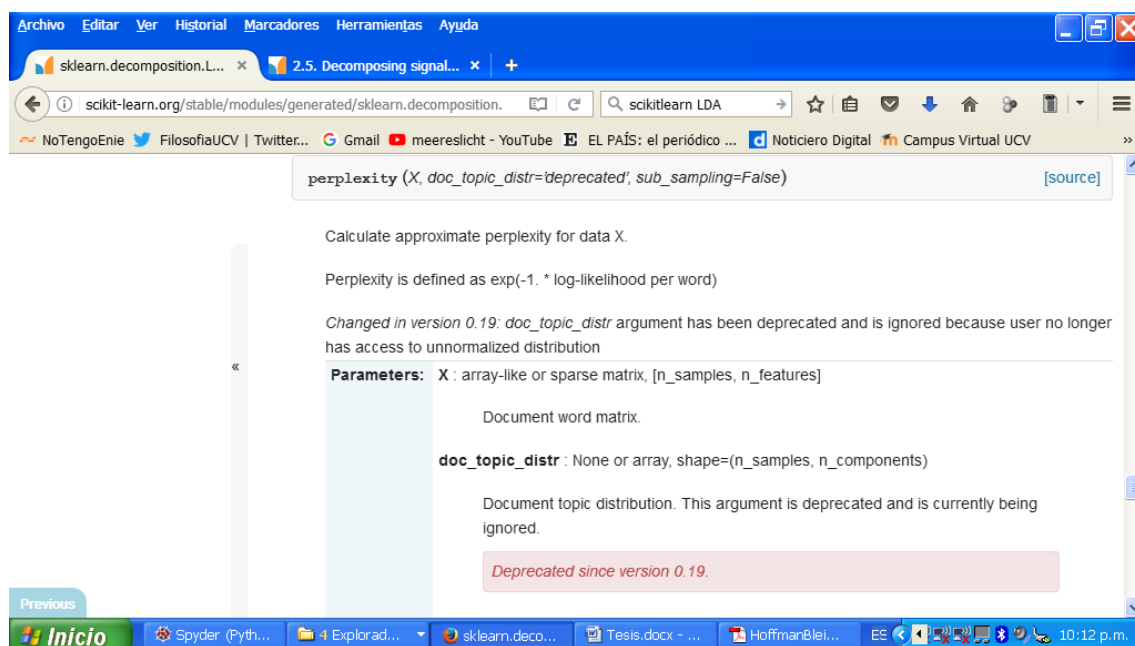 Archivo Editar Ver Historial Marcadores Herramientas Ayuda
sklearn.decomposition.L... 2.5. Decomposing signal...
scikit-learn.org/stable/modules/generated/sklearn.decomposition. scikitlearn LDA
NoTengoEnie FilosofiaUCV | Twitter... Gmail meereslicht - YouTube EL PAÍS: el periódico ... Noticiero Digital Campus Virtual UCV »
perplexity (X, doc_topic_distr='deprecated', sub_sampling=False) [source]
Calculate approximate perplexity for data X.
Perplexity is defined as exp(-1. * log-likelihood per word)
Changed in version 0.19: doc_topic_distr argument has been deprecated and is ignored because user no longer
has access to unnormalized distribution
«
Parameters: X : array-like or sparse matrix, [n_samples, n_features]
Document word matrix.
doc_topic_distr : None or array, shape=(n_samples, n_components)
Document topic distribution. This argument is deprecated and is currently being
ignored.
Deprecated since version 0.19.
Previous
Inicio Spyder (Pyth... 4 Explorad... sklearn.deco... Tesis.docx - ... HoffmanBlei... ES 10:12 p.m.